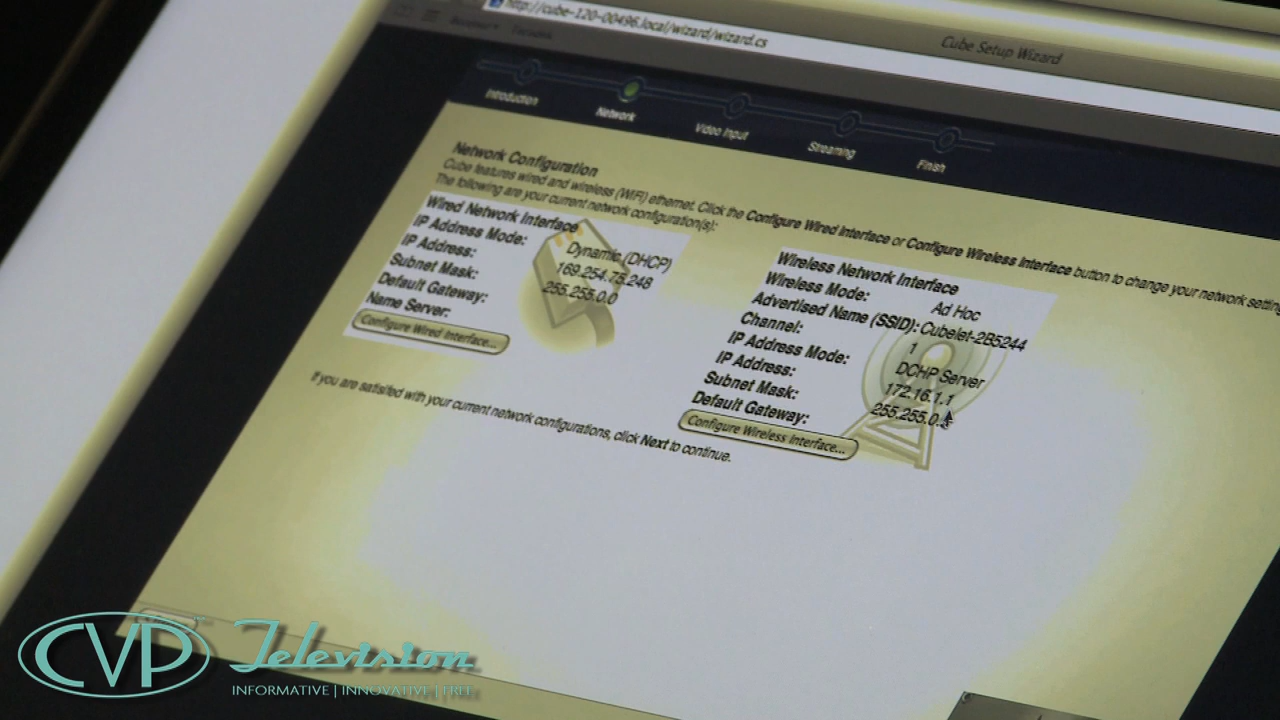 http://cube-120-00496.local/wizard/wizard.cs
Cube Setup Wizard
Introduction
Network
Video Input
Streaming
Finish
Network Configuration
Cube features wired and wireless (WiFi) ethernet. Click the Configure Wired Interface or Configure Wireless Interface button to change your network setting
The following are your current network configuration(s):
Wired Network Interface
IP Address Mode: Dynamic (DHCP)
IP Address: 169.254.75.248
Subnet Mask: 255.255.0.0
Default Gateway:
Name Server:
Configure Wired Interface...
Wireless Network Interface
Wireless Mode: Ad Hoc
Advertised Name (SSID): Cubelet-2B5244
Channel: 1
IP Address Mode: DCHP Server
IP Address: 172.16.1.1
Subnet Mask: 255.255.0.
Default Gateway:
Configure Wireless Interface...
If you are satisifed with your current network configurations, click Next to continue.
CVP Television
INFORMATIVE | INNOVATIVE | FREE